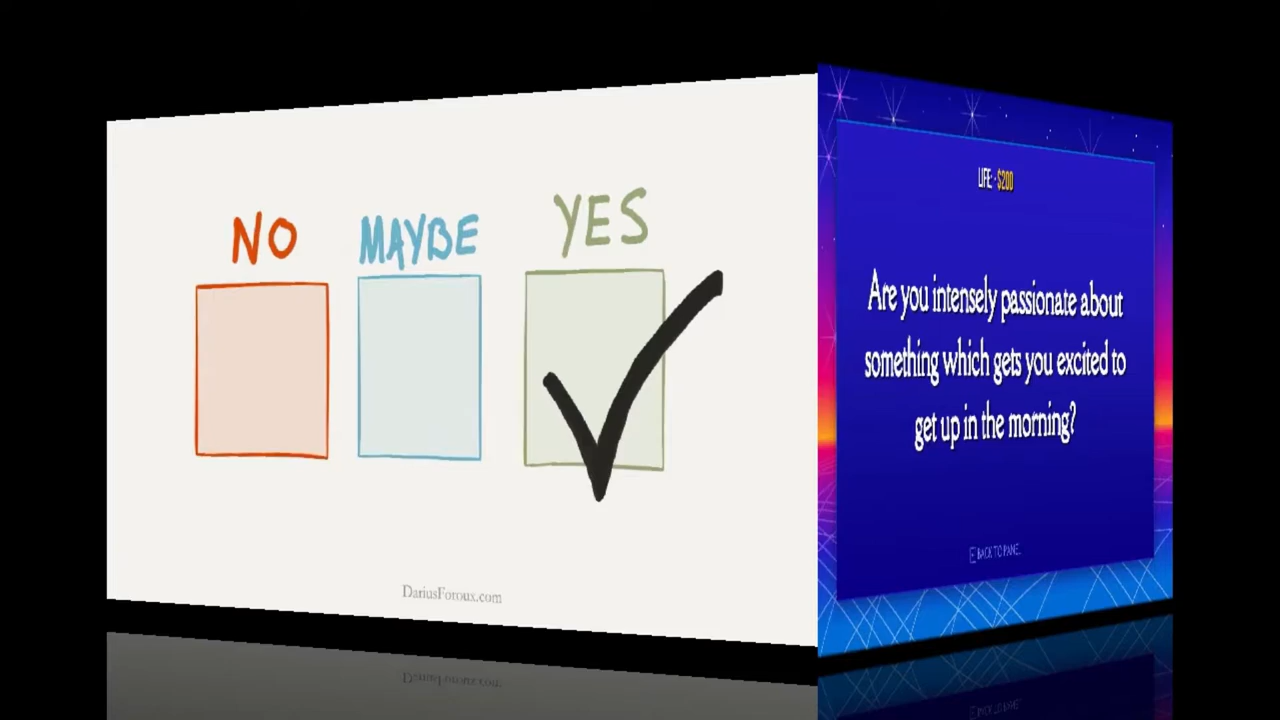 NO MAYBE YES
DariusForoux.com
LIFE: - $200
Are you intensely passionate about
something which gets you excited to
get up in the morning?
BACK TO PANEL